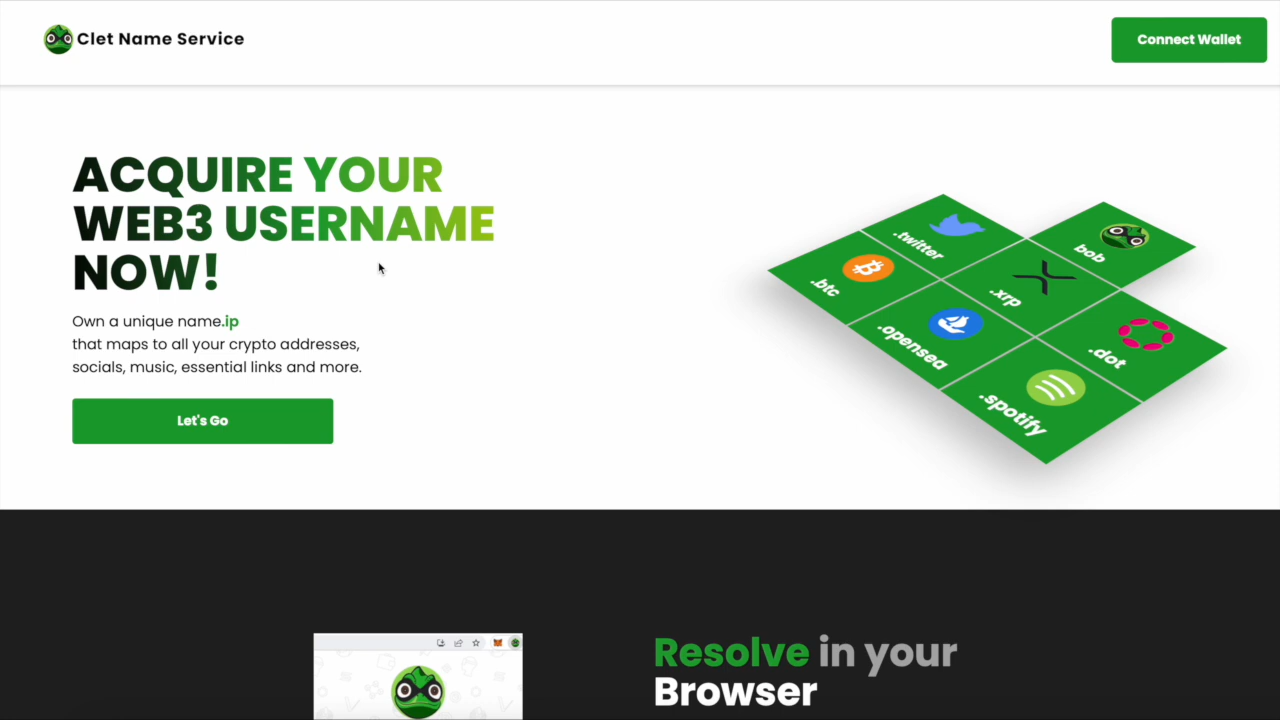 Clet Name Service
Connect Wallet
ACQUIRE YOUR
WEB3 USERNAME
NOW!
Own a unique name.ip
that maps to all your crypto addresses,
socials, music, essential links and more.
Let's Go
.twitter
bob
.btc
.xrp
.opensea
.dot
.spotify
Resolve in your
Browser